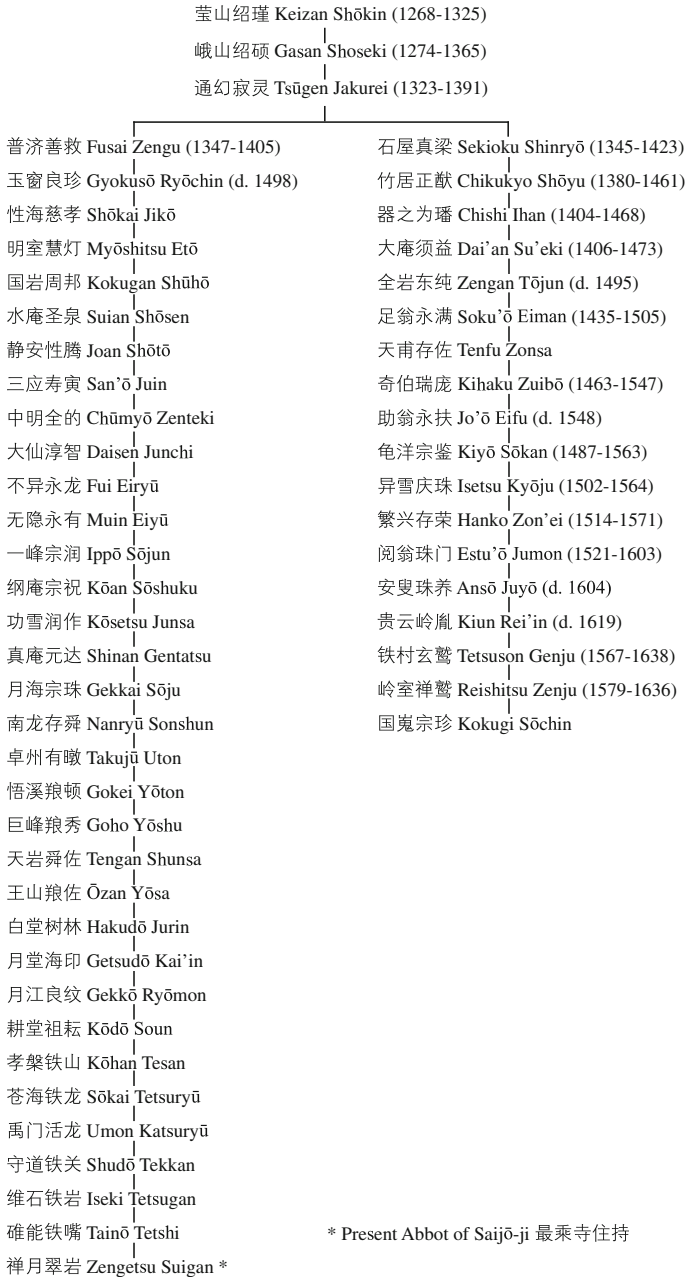 莹山绍瑾 Keizan Shōkin (1268-1325)
峨山绍硕 Gasan Shoseki (1274-1365)
通幻寂灵 Tsūgen Jakurei (1323-1391)
普济善救 Fusai Zengu (1347-1405)
玉窗良珍 Gyokusō Ryōchin (d. 1498)
性海慈孝 Shōkai Jikō
明室慧灯 Myōshitsu Etō
国岩周邦 Kokugan Shūhō
水庵圣泉 Suian Shōsen
静安性腾 Joan Shōtō
三应寿寅 San’ō Juin
中明全的 Chūmyō Zenteki
大仙淳智 Daisen Junchi
不异永龙 Fui Eiryū
无隐永有 Muin Eiyū
一峰宗润 Ippō Sōjun
纲庵宗祝 Kōan Sōshuku
功雪润作 Kōsetsu Junsa
真庵元达 Shinan Gentatsu
月海宗珠 Gekkai Sōju
南龙存舜 Nanryū Sonshun
卓州有暾 Takujū Uton
悟溪羪顿 Gokei Yōton
巨峰羪秀 Goho Yōshu
天岩舜佐 Tengan Shunsa
王山羪佐 Ōzan Yōsa
白堂树林 Hakudō Jurin
月堂海印 Getsudō Kai’in
月江良纹 Gekkō Ryōmon
耕堂祖耘 Kōdō Soun
孝槃铁山 Kōhan Tesan
苍海铁龙 Sōkai Tetsuryū
禹门活龙 Umon Katsuryū
守道铁关 Shudō Tekkan
维石铁岩 Iseki Tetsugan
碓能铁嘴 Tainō Tetshi
禅月翠岩 Zengetsu Suigan *
石屋真梁 Sekioku Shinryō (1345-1423)
竹居正猷 Chikukyo Shōyu (1380-1461)
器之为璠 Chishi Ihan (1404-1468)
大庵须益 Dai’an Su’eki (1406-1473)
全岩东纯 Zengan Tōjun (d. 1495)
足翁永满 Soku’ō Eiman (1435-1505)
天甫存佐 Tenfu Zonsa
奇伯瑞庞 Kihaku Zuibō (1463-1547)
助翁永扶 Jo’ō Eifu (d. 1548)
龟洋宗鉴 Kiyō Sōkan (1487-1563)
异雪庆珠 Isetsu Kyōju (1502-1564)
繁兴存荣 Hanko Zon’ei (1514-1571)
阅翁珠门 Estu’ō Jumon (1521-1603)
安叟珠养 Ansō Juyō (d. 1604)
贵云岭胤 Kiun Rei’in (d. 1619)
铁村玄鹫 Tetsuson Genju (1567-1638)
岭室禅鹫 Reishitsu Zenju (1579-1636)
国嵬宗珍 Kokugi Sōchin
* Present Abbot of Saijō-ji 最乘寺住持